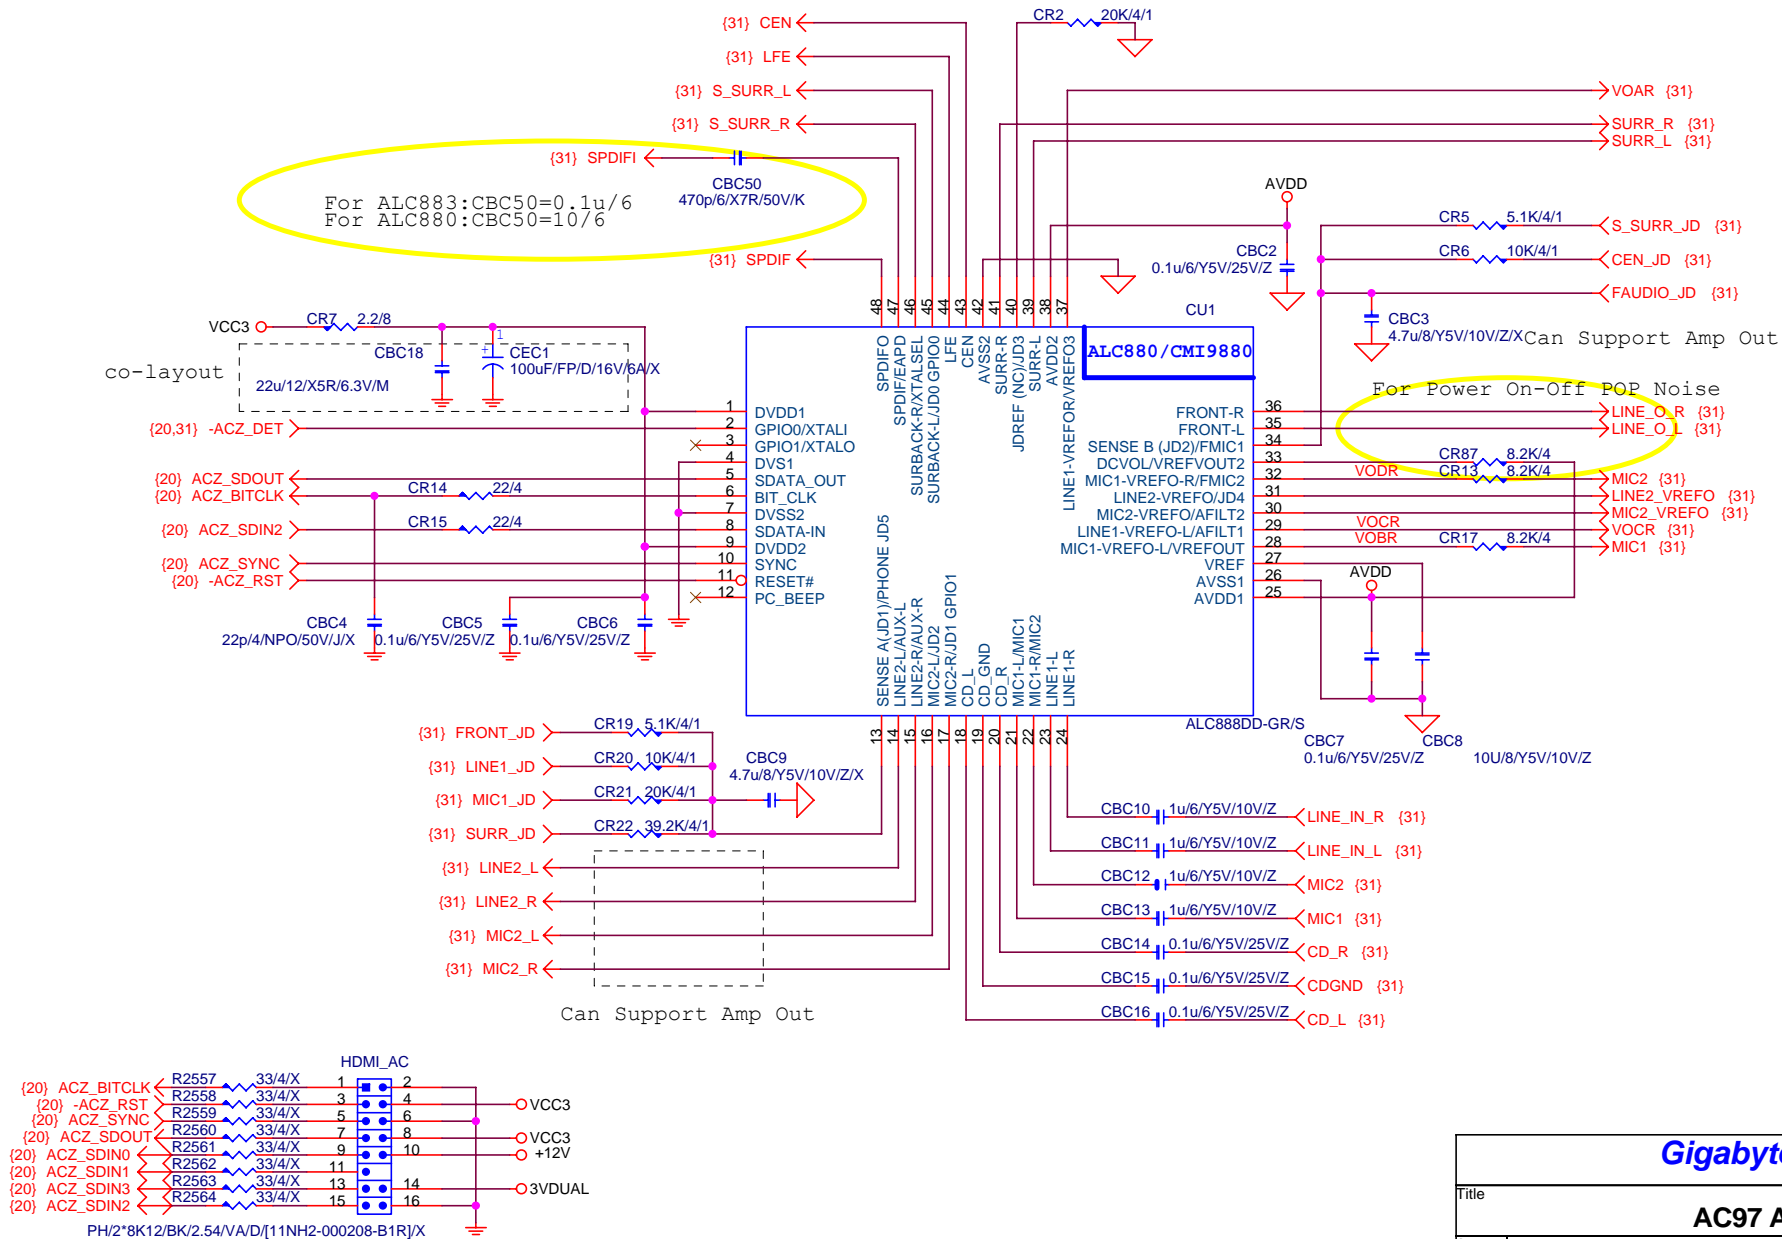 {31} CEN
{31} LFE
{31} S_SURR_L
{31} S_SURR_R
{31} SPDIFI
CBC50
470p/6/X7R/50V/K
For ALC883:CBC50=0.1u/6
For ALC880:CBC50=10/6
{31} SPDIF
CR2 20K/4/1
VOAR {31}
SURR_R {31}
SURR_L {31}
AVDD
CBC2
0.1u/6/Y5V/25V/Z
CR5 5.1K/4/1 S_SURR_JD {31}
CR6 10K/4/1 CEN_JD {31}
FAUDIO_JD {31}
CBC3
4.7u/8/Y5V/10V/Z/X
Can Support Amp Out
VCC3 CR7 2.2/8
CBC18
22u/12/X5R/6.3V/M
1
+
CEC1
100uF/FP/D/16V/6A/X
co-layout
CU1
ALC880/CMI9880
48 47 46 45 44 43 42 41 40 39 38 37
SPDIFO
SPDIF/EAPD
SURBACK-R/XTALSEL
SURBACK-L/JD0 GPIO0
LFE
CEN
AVSS2
SURR-R
JDREF (NC)/JD3
SURR-L
AVDD2
LINE1-VREFOR/VREFO3
For Power On-Off POP Noise
1 DVDD1
{20,31} -ACZ_DET 2 GPIO0/XTALI
3 GPIO1/XTALO
4 DVS1
{20} ACZ_SDOUT 5 SDATA_OUT
{20} ACZ_BITCLK CR14 22/4 6 BIT_CLK
7 DVSS2
{20} ACZ_SDIN2 CR15 22/4 8 SDATA-IN
9 DVDD2
{20} ACZ_SYNC 10 SYNC
{20} -ACZ_RST 11 RESET#
12 PC_BEEP
FRONT-R 36 LINE_O_R {31}
FRONT-L 35 LINE_O_L {31}
SENSE B (JD2)/FMIC1 34
DCVOL/VREFVOUT2 33 CR87 8.2K/4
MIC1-VREFO-R/FMIC2 32 VODR CR13 8.2K/4 MIC2 {31}
LINE2-VREFO/JD4 31 LINE2_VREFO {31}
MIC2-VREFO/AFILT2 30 MIC2_VREFO {31}
LINE1-VREFO-L/AFILT1 29 VOCR VOCR {31}
MIC1-VREFO-L/VREFOUT 28 VOBR CR17 8.2K/4 MIC1 {31}
VREF 27
AVSS1 26
AVDD1 25
AVDD
CBC4
22p/4/NPO/50V/J/X
CBC5
0.1u/6/Y5V/25V/Z
CBC6
0.1u/6/Y5V/25V/Z
SENSE A(JD1)/PHONE JD5
LINE2-L/AUX-L
LINE2-R/AUX-R
MIC2-L/JD2
MIC2-R/JD1 GPIO1
CD_L
CD_GND
CD_R
MIC1-L/MIC1
MIC1-R/MIC2
LINE1-L
LINE1-R
13 14 15 16 17 18 19 20 21 22 23 24
ALC888DD-GR/S
CBC7
0.1u/6/Y5V/25V/Z
CBC8
10U/8/Y5V/10V/Z
{31} FRONT_JD CR19 5.1K/4/1
{31} LINE1_JD CR20 10K/4/1
{31} MIC1_JD CR21 20K/4/1
{31} SURR_JD CR22 39.2K/4/1
CBC9
4.7u/8/Y5V/10V/Z/X
{31} LINE2_L
{31} LINE2_R
{31} MIC2_L
{31} MIC2_R
Can Support Amp Out
CBC10 1u/6/Y5V/10V/Z LINE_IN_R {31}
CBC11 1u/6/Y5V/10V/Z LINE_IN_L {31}
CBC12 1u/6/Y5V/10V/Z MIC2 {31}
CBC13 1u/6/Y5V/10V/Z MIC1 {31}
CBC14 0.1u/6/Y5V/25V/Z CD_R {31}
CBC15 0.1u/6/Y5V/25V/Z CDGND {31}
CBC16 0.1u/6/Y5V/25V/Z CD_L {31}
HDMI_AC
{20} ACZ_BITCLK R2557 33/4/X 1 2
{20} -ACZ_RST R2558 33/4/X 3 4 VCC3
{20} ACZ_SYNC R2559 33/4/X 5 6
{20} ACZ_SDOUT R2560 33/4/X 7 8 VCC3
{20} ACZ_SDIN0 R2561 33/4/X 9 10 +12V
{20} ACZ_SDIN1 R2562 33/4/X 11
{20} ACZ_SDIN3 R2563 33/4/X 13 14 3VDUAL
{20} ACZ_SDIN2 R2564 33/4/X 15 16
PH/2*8K12/BK/2.54/VA/D/[11NH2-000208-B1R]/X
Gigabyte
Title
AC97 A